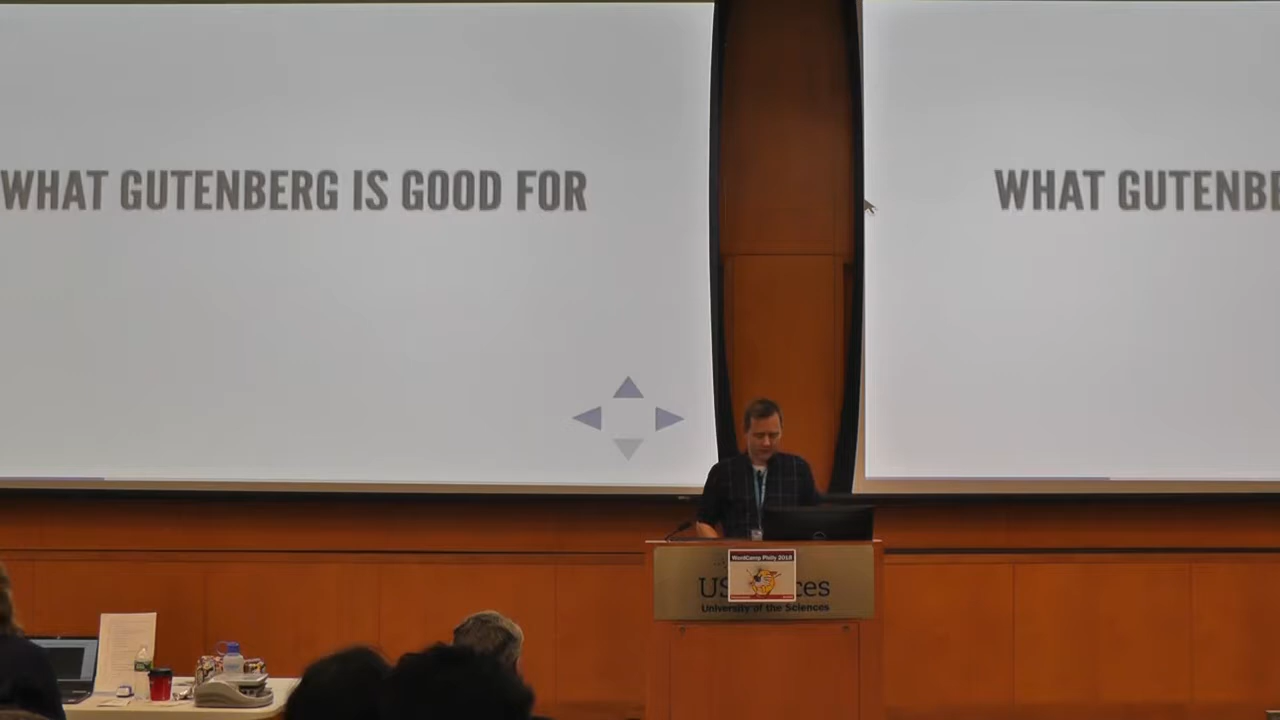 WHAT GUTENBERG IS GOOD FOR
WHAT GUTENBE
WordCamp Philly 2018
US ces
University of the Sciences